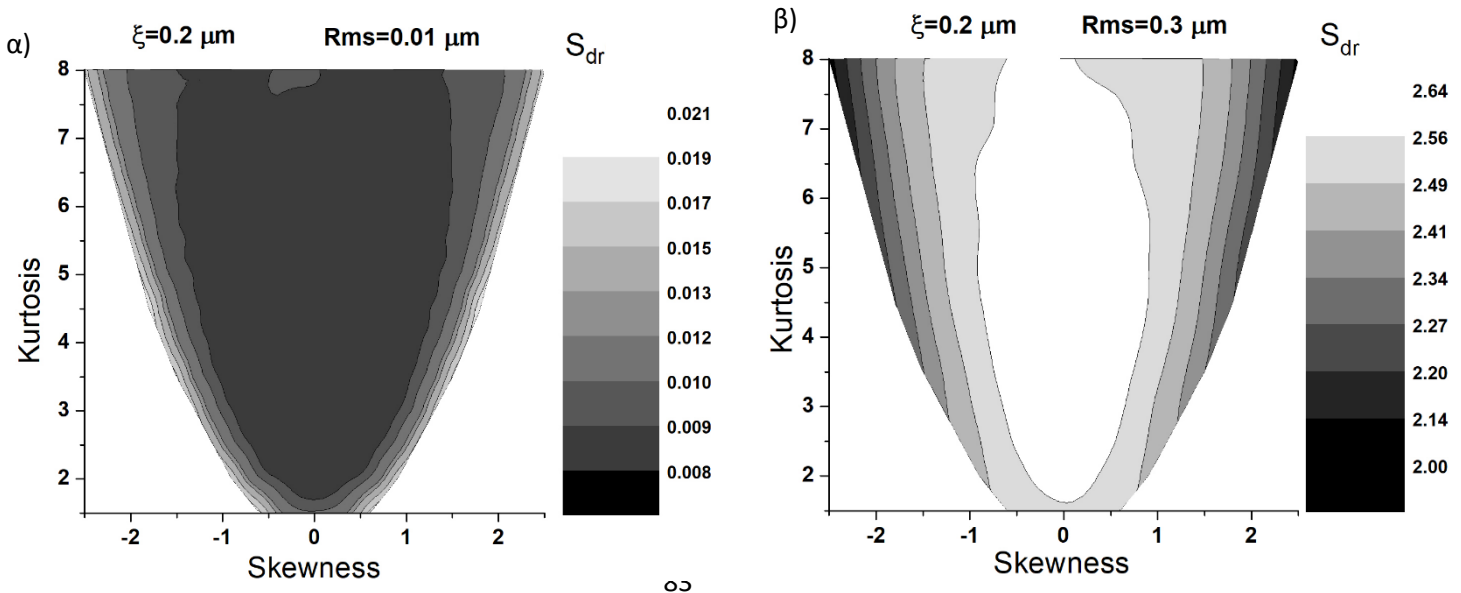 α)
ξ=0.2 μm Rms=0.01 μm
S_dr
8
7
6
5
4
3
2
Kurtosis
-2 -1 0 1 2
Skewness
0.021
0.019
0.017
0.015
0.013
0.012
0.010
0.009
0.008
β)
ξ=0.2 μm Rms=0.3 μm
S_dr
8
7
6
5
4
3
2
Kurtosis
-2 -1 0 1 2
Skewness
2.64
2.56
2.49
2.41
2.34
2.27
2.20
2.14
2.00